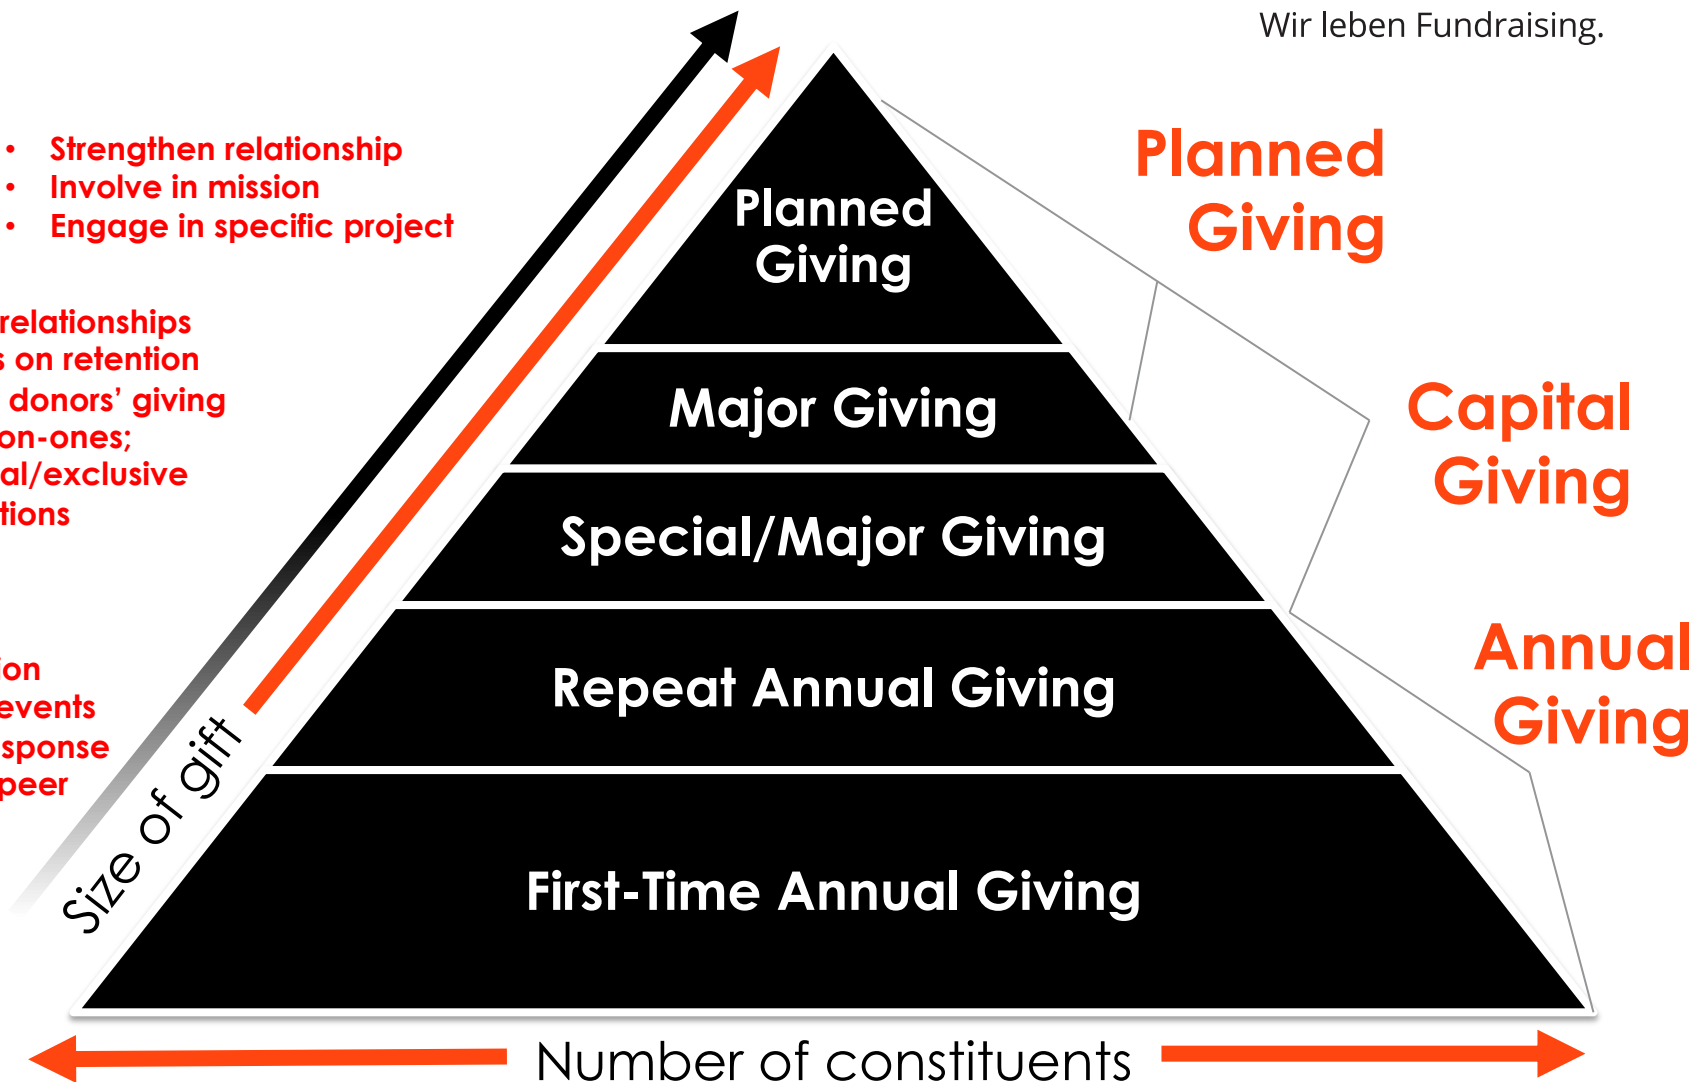 Wir leben Fundraising.
• Strengthen relationship
• Involve in mission
• Engage in specific project
relationships
on retention
donors’ giving
on-ones;
al/exclusive
tions
ion
events
sponse
peer
Planned
Giving
Major Giving
Special/Major Giving
Repeat Annual Giving
First-Time Annual Giving
Planned
Giving
Capital
Giving
Annual
Giving
Size of gift
Number of constituents